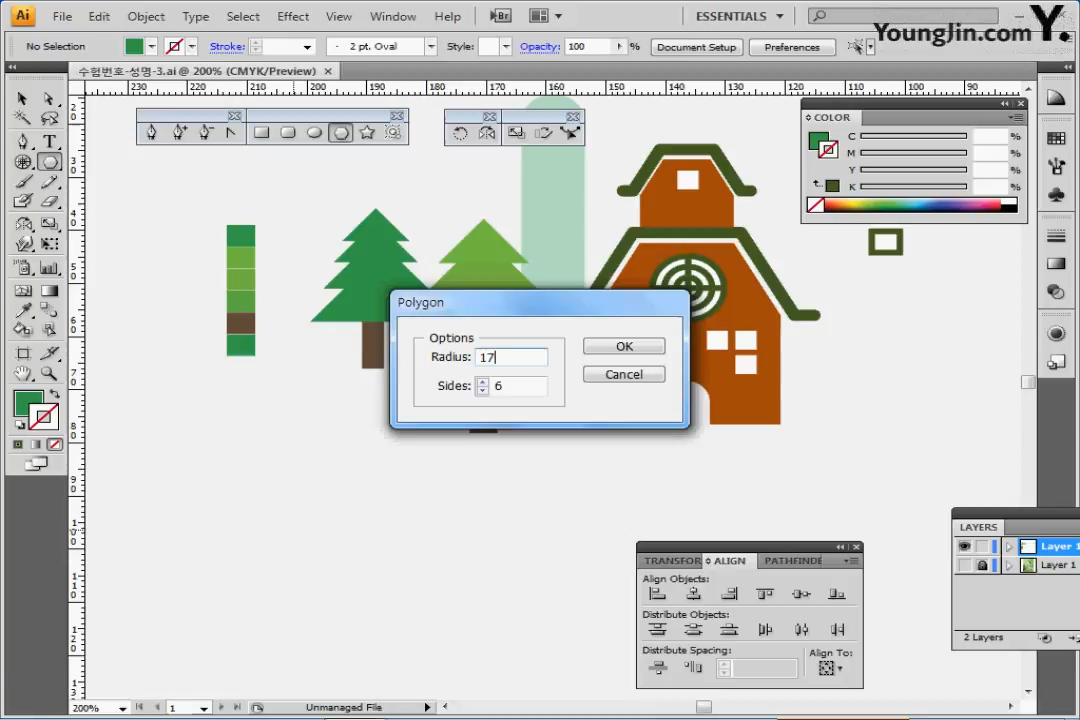 Ai File Edit Object Type Select Effect View Window Help Br ESSENTIALS
YoungJin.com Y.
No Selection Stroke: 2 pt. Oval Style: Opacity: 100 % Document Setup Preferences
수험번호-성명-3.ai @ 200% (CMYK/Preview) ×
230 220 210 200 190 180 170 160 150 140 130 120 110 100 90
COLOR
C %
M %
Y %
K %
Polygon
Options
Radius: 17
Sides: 6
OK
Cancel
LAYERS
Layer
Layer 1
2 Layers
TRANSFOR ALIGN PATHFINDE
Align Objects:
Distribute Objects:
Distribute Spacing:
Align To:
200% 1 Unmanaged File